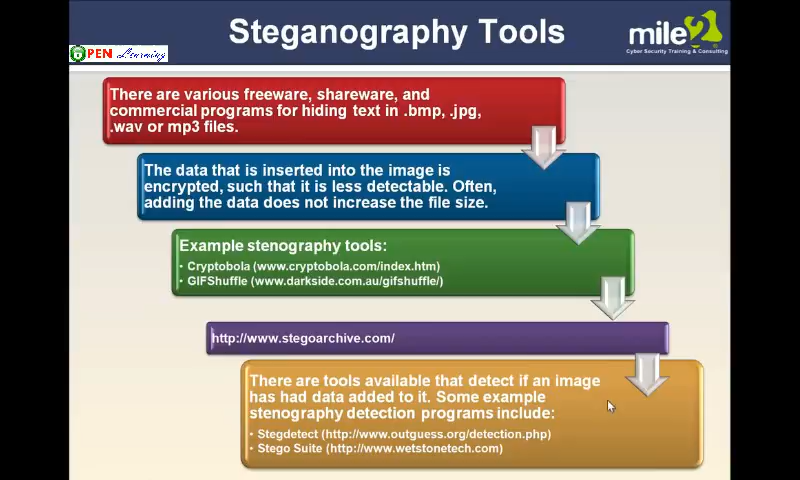 Steganography Tools
mile2
Cyber Security Training & Consulting
OPEN Learning
There are various freeware, shareware, and
commercial programs for hiding text in .bmp, .jpg,
.wav or mp3 files.
The data that is inserted into the image is
encrypted, such that it is less detectable. Often,
adding the data does not increase the file size.
Example stenography tools:
• Cryptobola (www.cryptobola.com/index.htm)
• GIFShuffle (www.darkside.com.au/gifshuffle/)
http://www.stegoarchive.com/
There are tools available that detect if an image
has had data added to it. Some example
stenography detection programs include:
• Stegdetect (http://www.outguess.org/detection.php)
• Stego Suite (http://www.wetstonetech.com)